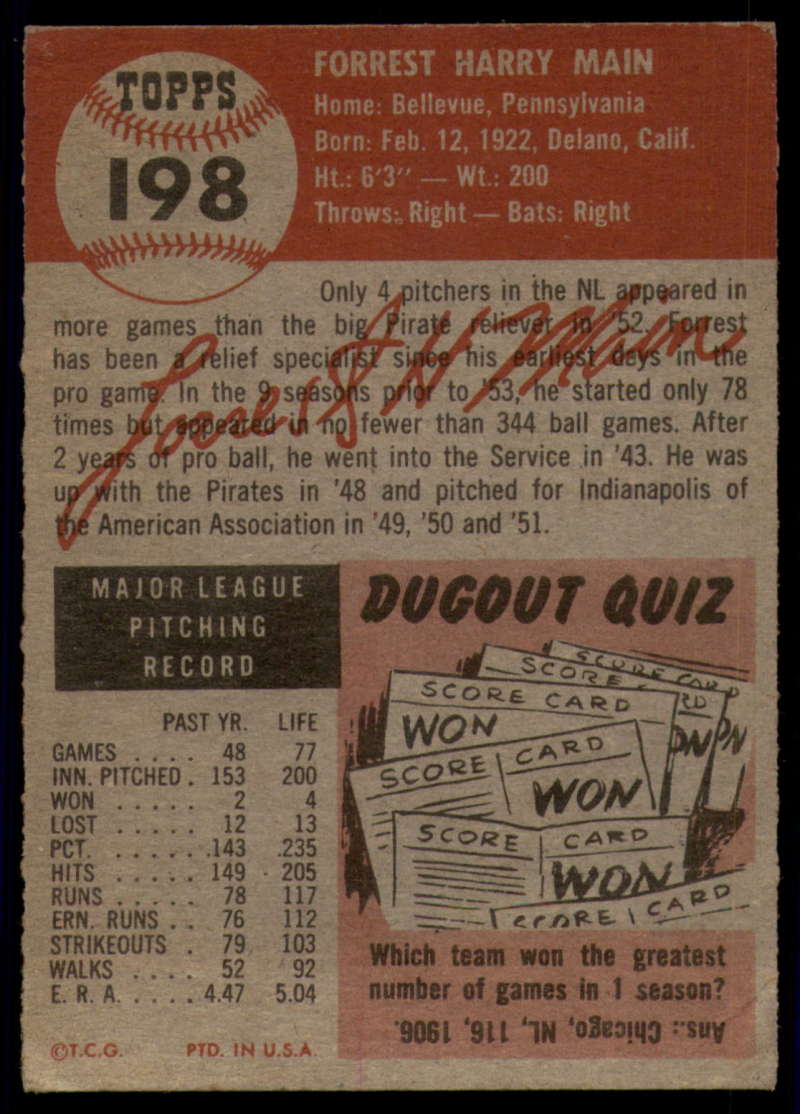 TOPPS
198
FORREST HARRY MAIN
Home: Bellevue, Pennsylvania
Born: Feb. 12, 1922, Delano, Calif.
Ht.: 6'3" — Wt.: 200
Throws: Right — Bats: Right
Only 4 pitchers in the NL appeared in
more games than the big Pirate reliever in '52. Forrest
has been a relief specialist since his earliest days in the
pro game. In the 9 seasons prior to '53, he started only 78
times but appeared in no fewer than 344 ball games. After
2 years of pro ball, he went into the Service in '43. He was
up with the Pirates in '48 and pitched for Indianapolis of
the American Association in '49, '50 and '51.
Forrest H Main
MAJOR LEAGUE
PITCHING
RECORD
PAST YR. LIFE
GAMES . . . . 48 77
INN. PITCHED . 153 200
WON . . . . . 2 4
LOST . . . . . 12 13
PCT. . . . . . .143 .235
HITS . . . . . 149 205
RUNS . . . . . 78 117
ERN. RUNS . . 76 112
STRIKEOUTS . 79 103
WALKS . . . . 52 92
E. R. A. . . . . 4.47 5.04
©T.C.G. PTD. IN U.S.A.
DUGOUT QUIZ
SCORE CARD
SCORE CARD
SCORE CARD
WON
WON
SCORE CARD
WON
SCORE CARD
WON
SCORE CARD
Which team won the greatest
number of games in 1 season?
Ans.: Chicago, NL, 116, 1906.